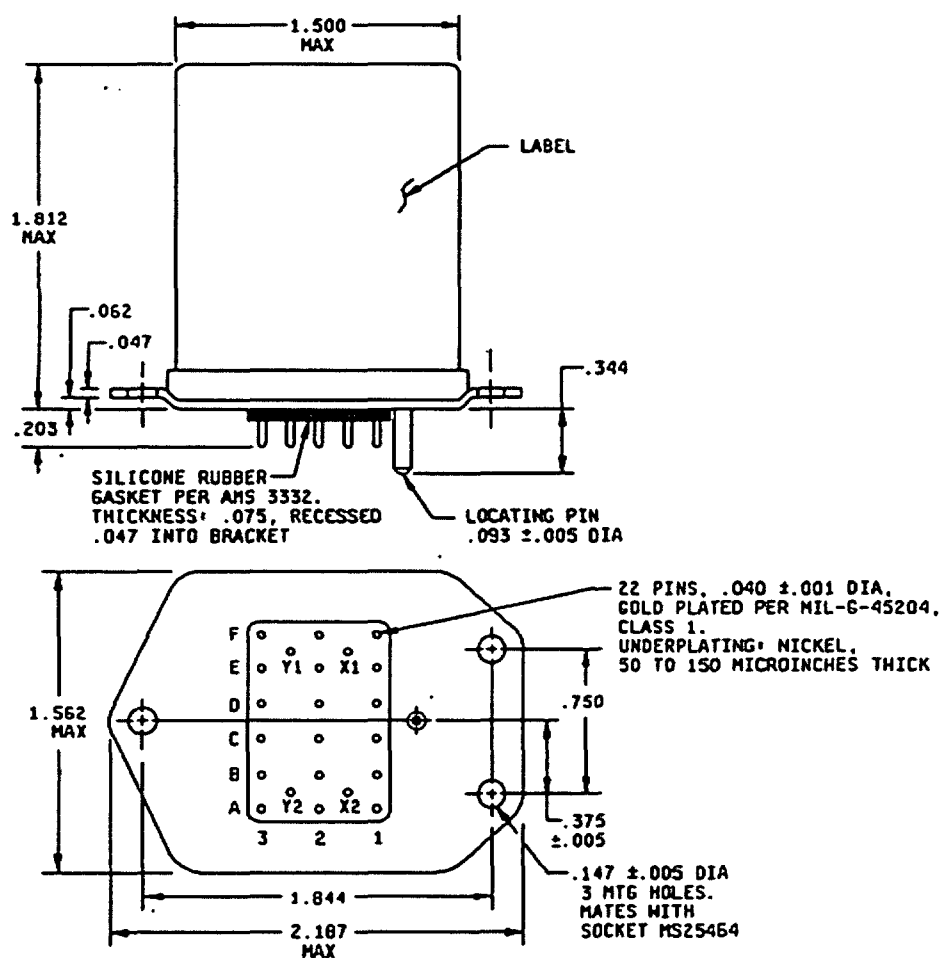 1.500
MAX
LABEL
1.812
MAX
.062
.047
.344
.203
SILICONE RUBBER
GASKET PER AMS 3332.
THICKNESS: .075, RECESSED
.047 INTO BRACKET
LOCATING PIN
.093 ±.005 DIA
22 PINS, .040 ±.001 DIA,
GOLD PLATED PER MIL-G-45204,
CLASS 1.
UNDERPLATING: NICKEL,
50 TO 150 MICROINCHES THICK
F
Y1 X1
E
D
1.562
MAX
.750
C
B
Y2 X2
A
3 2 1
.375
±.005
.147 ±.005 DIA
3 MTG HOLES.
MATES WITH
SOCKET MS25464
1.844
2.187
MAX